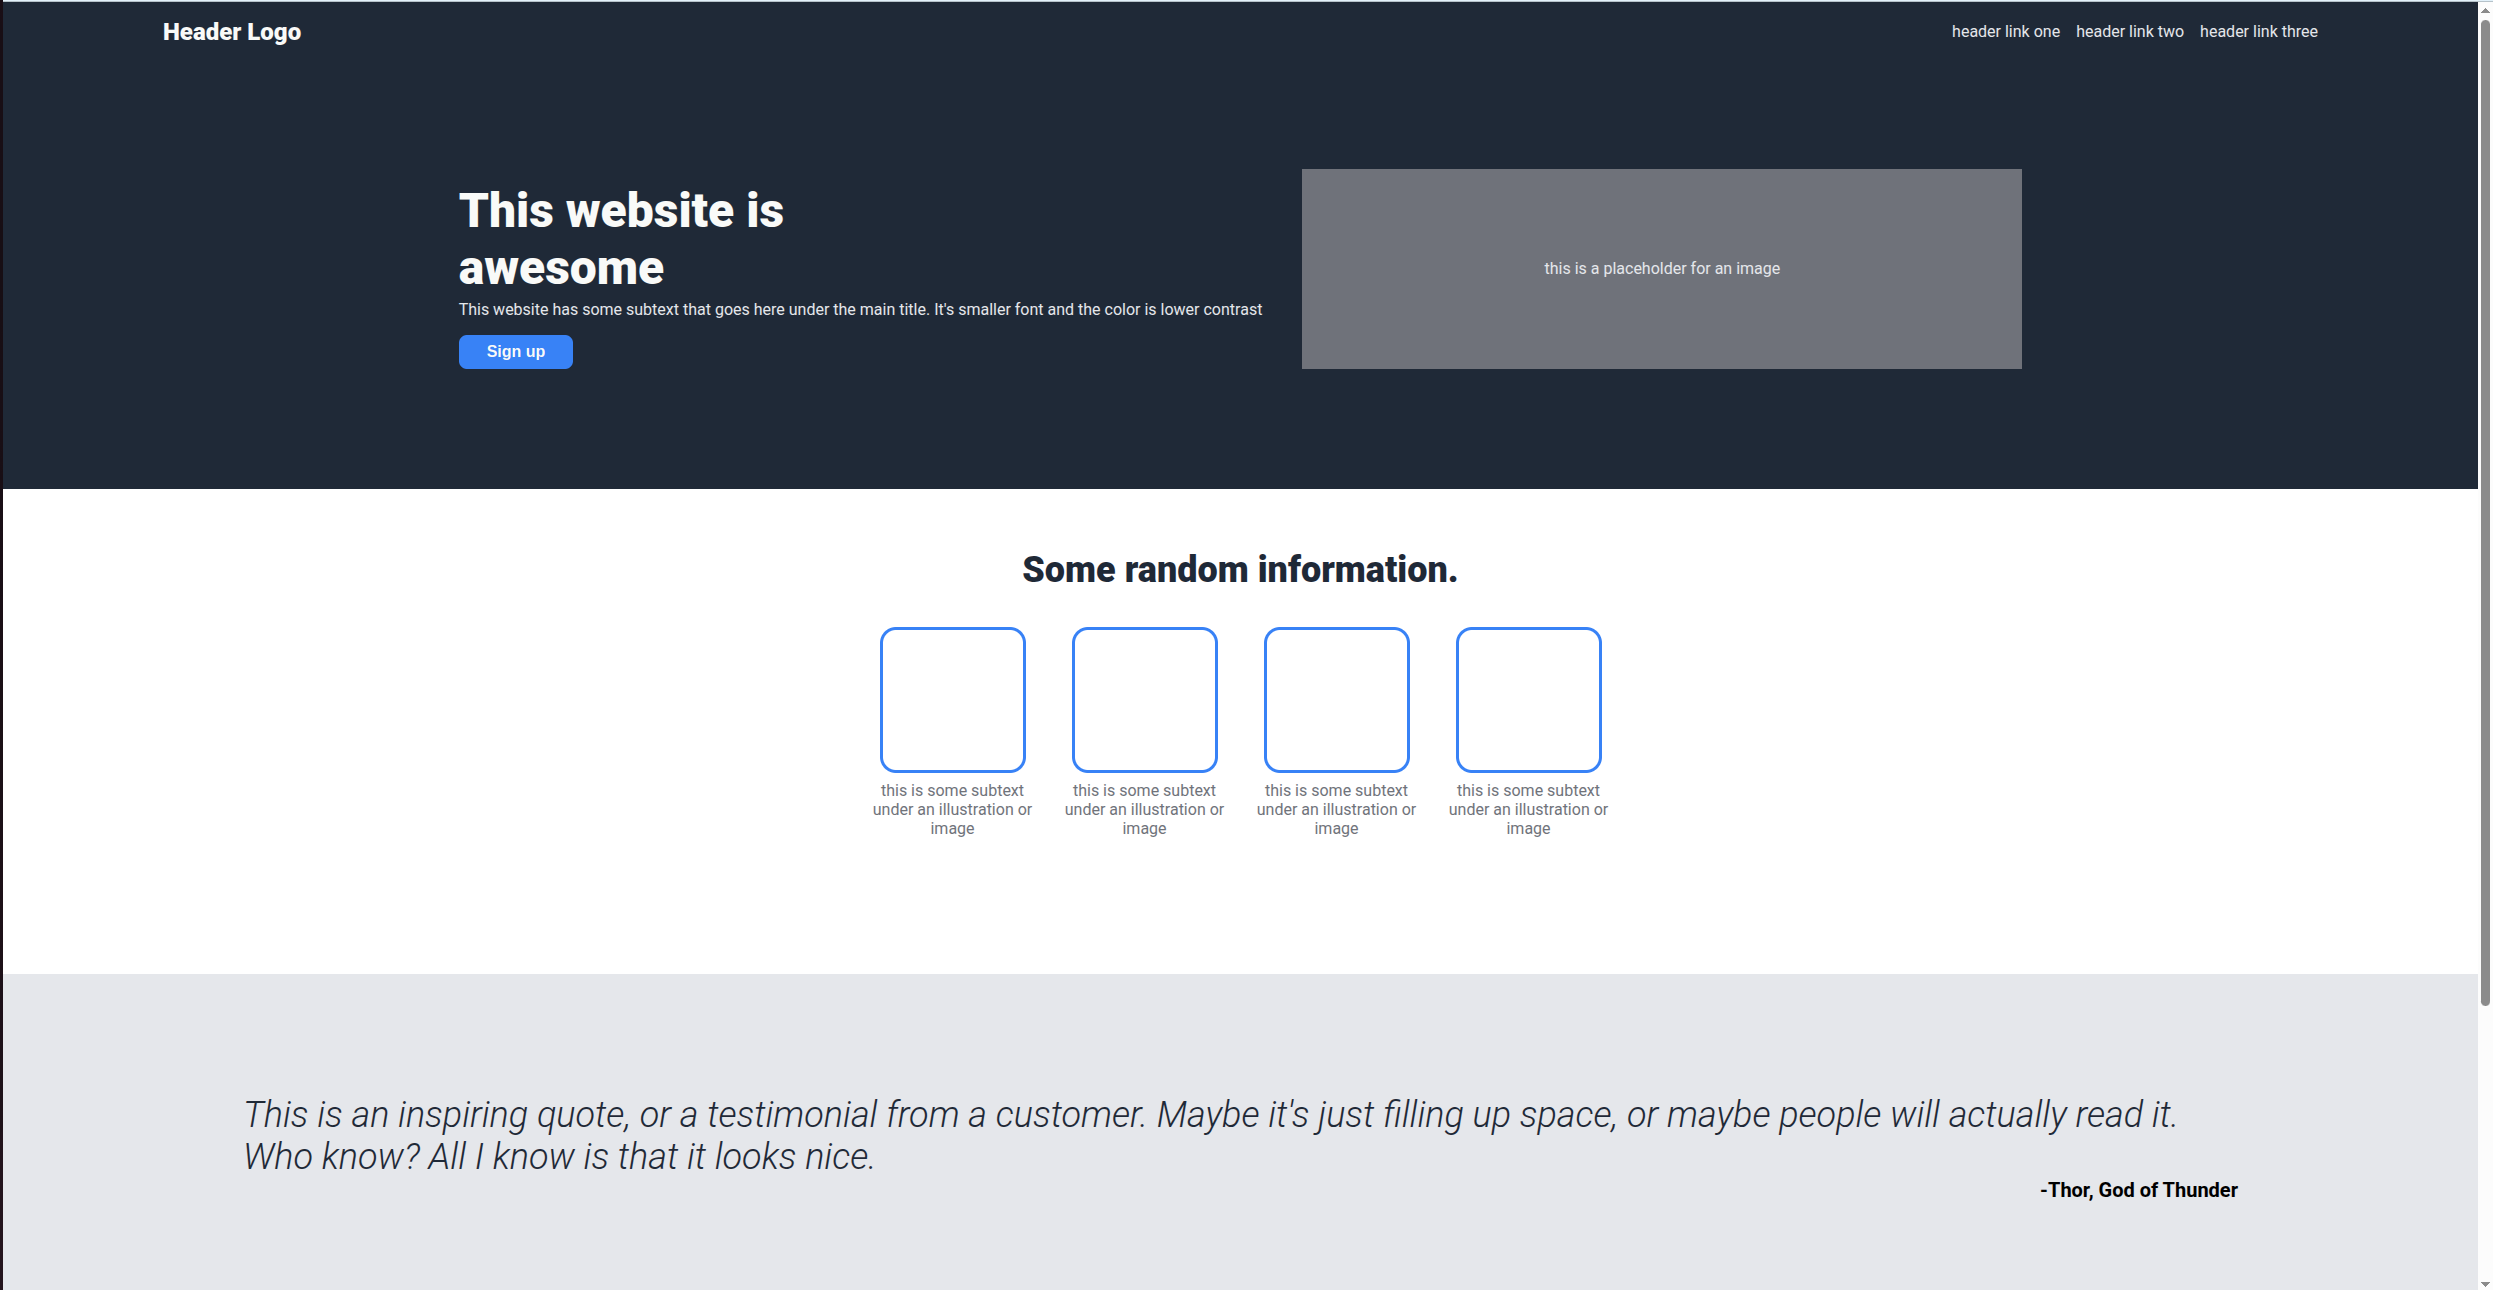 Header Logo
header link one header link two header link three
This website is
awesome
This website has some subtext that goes here under the main title. It's smaller font and the color is lower contrast
Sign up
this is a placeholder for an image
Some random information.
this is some subtext
under an illustration or
image
this is some subtext
under an illustration or
image
this is some subtext
under an illustration or
image
this is some subtext
under an illustration or
image
This is an inspiring quote, or a testimonial from a customer. Maybe it's just filling up space, or maybe people will actually read it.
Who know? All I know is that it looks nice.
-Thor, God of Thunder